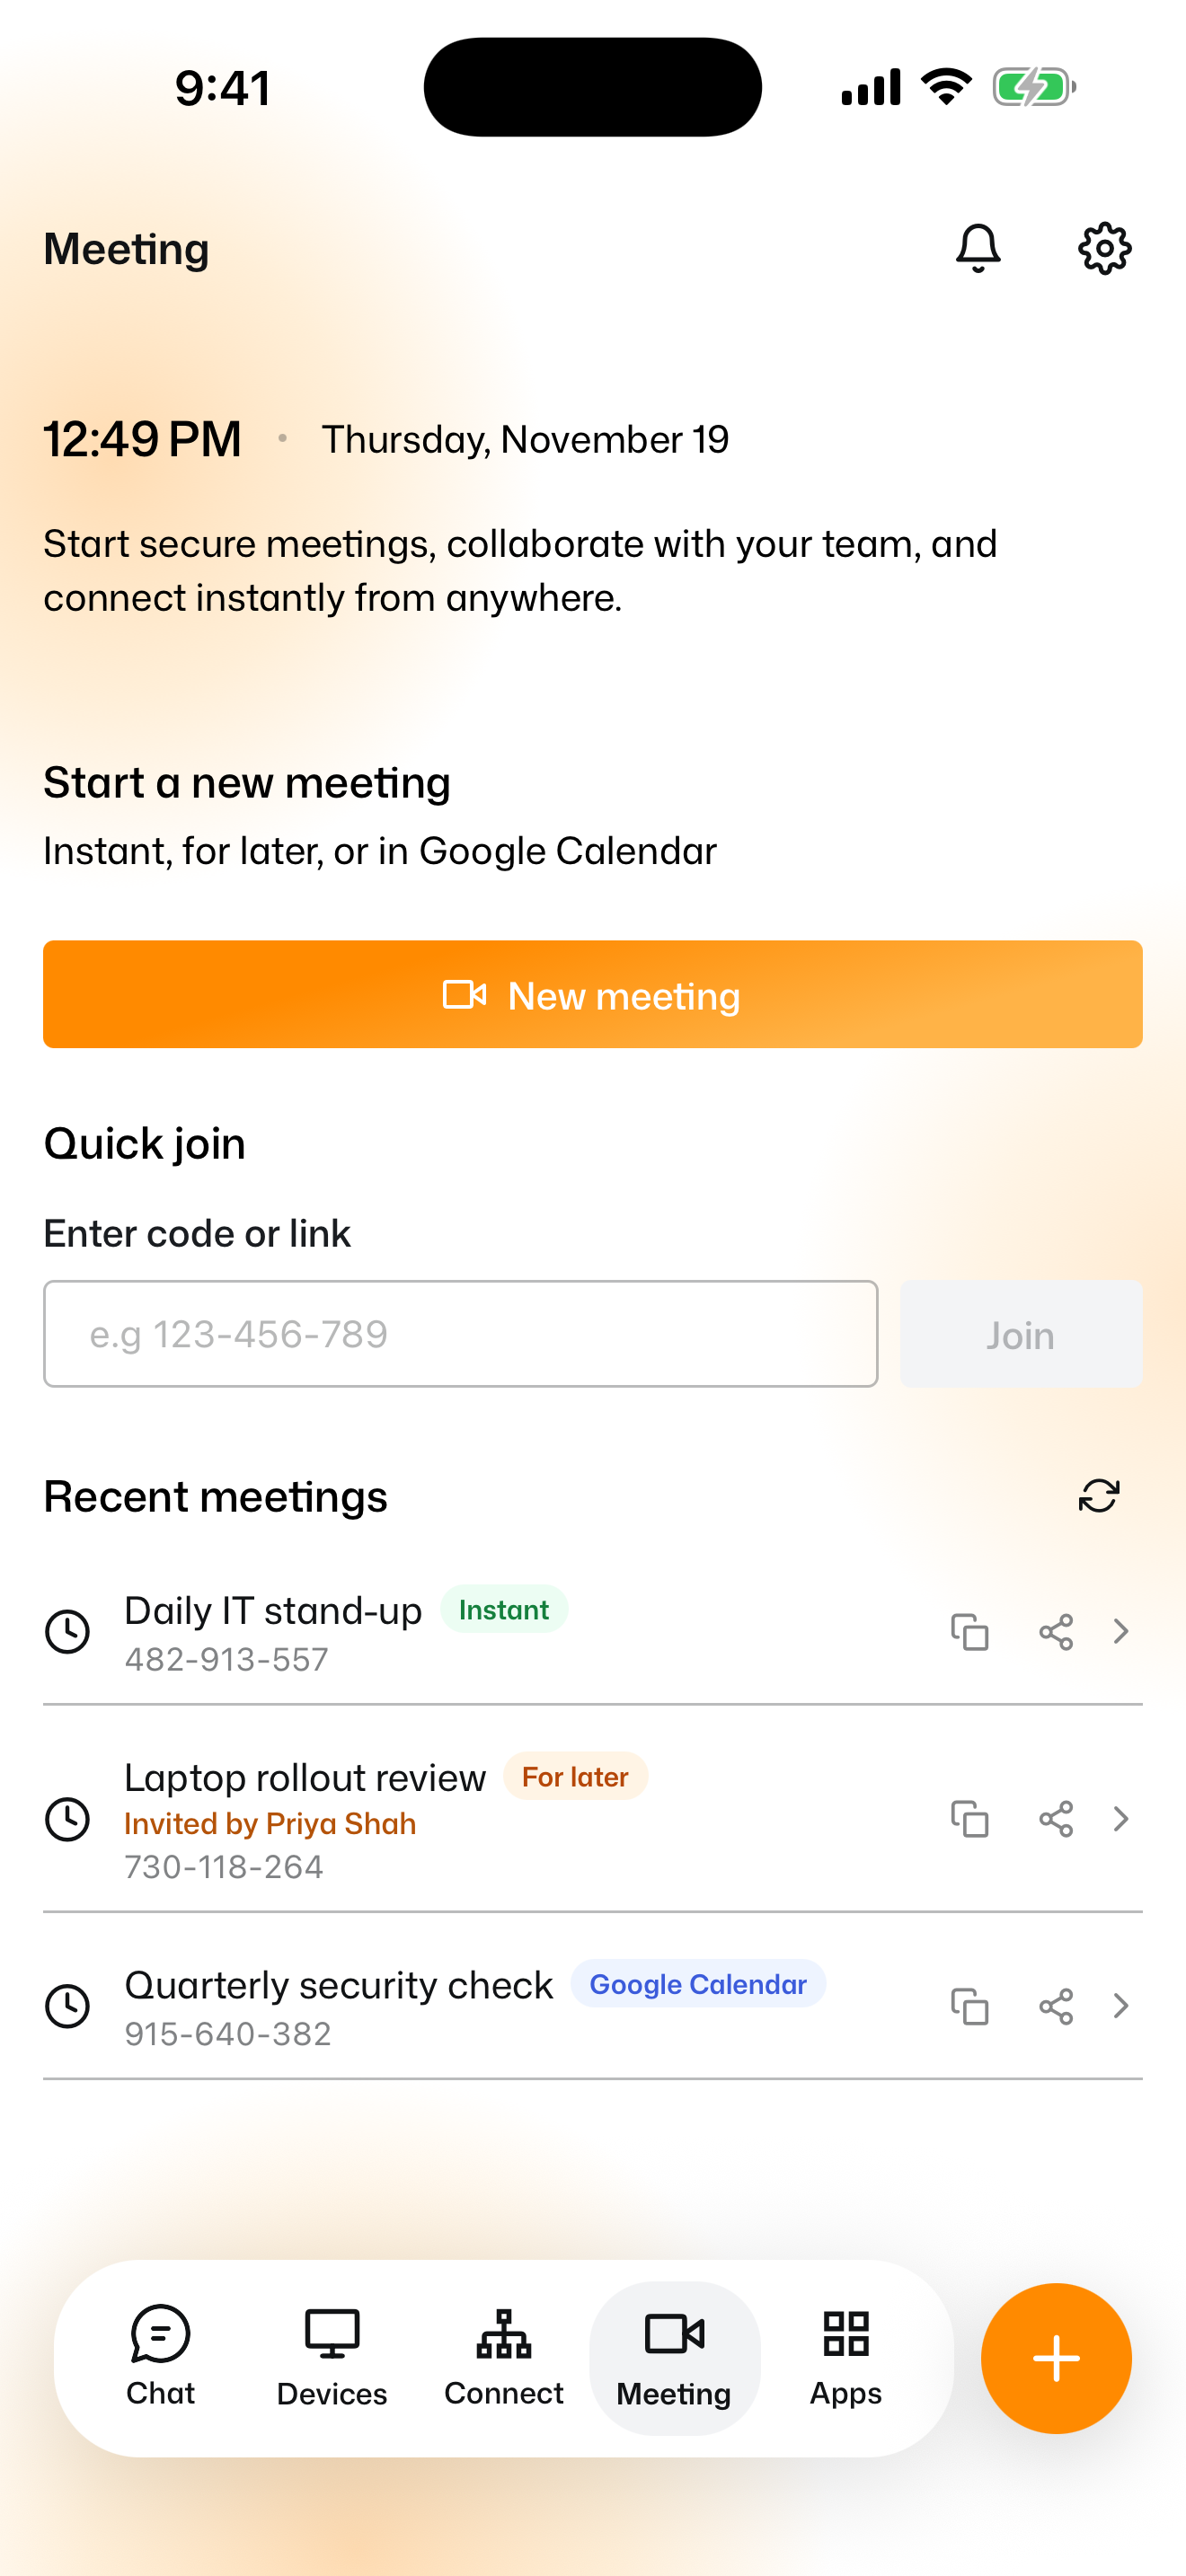 9:41
Meeting
12:49 PM • Thursday, November 19
Start secure meetings, collaborate with your team, and
connect instantly from anywhere.
Start a new meeting
Instant, for later, or in Google Calendar
New meeting
Quick join
Enter code or link
e.g 123-456-789
Join
Recent meetings
Daily IT stand-up Instant
482-913-557
Laptop rollout review For later
Invited by Priya Shah
730-118-264
Quarterly security check Google Calendar
915-640-382
Chat Devices Connect Meeting Apps